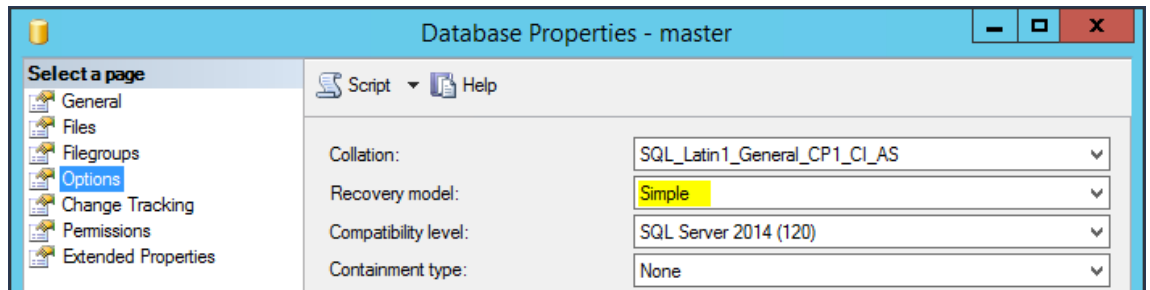 Database Properties - master
Select a page
General
Files
Filegroups
Options
Change Tracking
Permissions
Extended Properties
Script Help
Collation: SQL_Latin1_General_CP1_CI_AS
Recovery model: Simple
Compatibility level: SQL Server 2014 (120)
Containment type: None